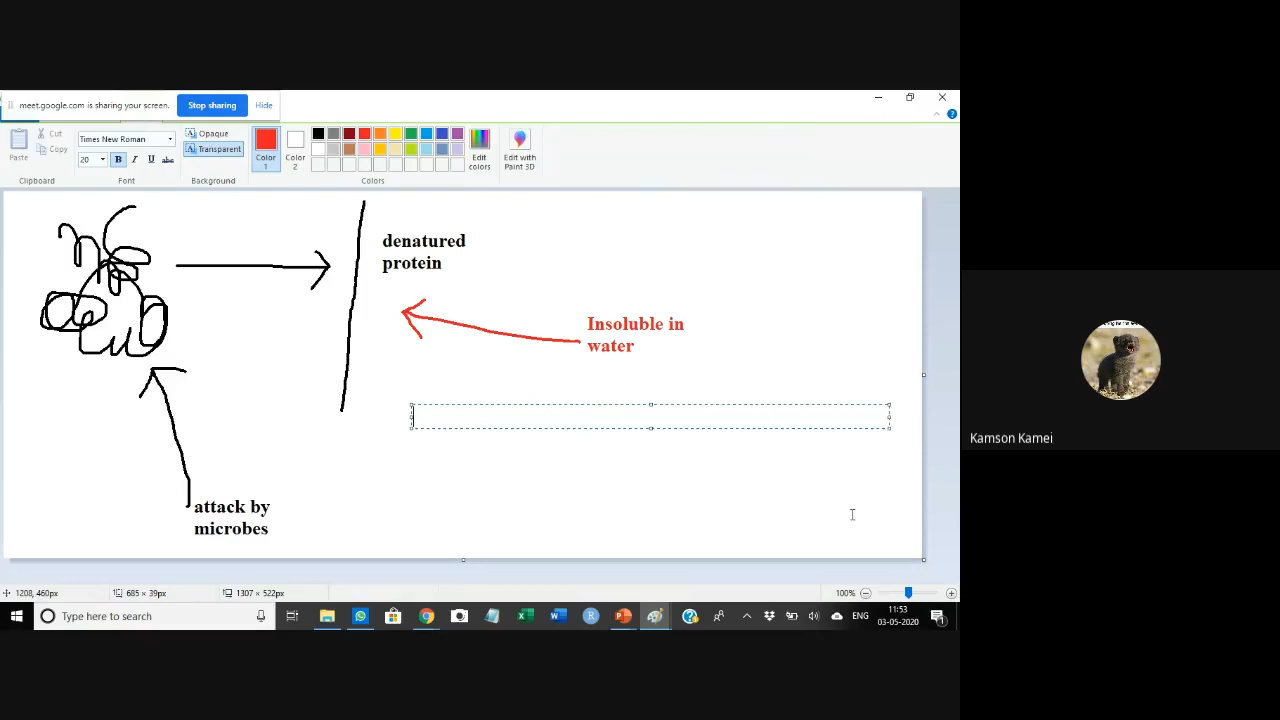 meet.google.com is sharing your screen.
Stop sharing
Hide
Paste
Cut
Copy
Clipboard
Times New Roman
20
B I U abc
Font
Opaque
Transparent
Background
Color 1
Color 2
Edit colors
Edit with Paint 3D
Colors
denatured
protein
Insoluble in
water
attack by
microbes
Kamson Kamei
1208, 460px
685 × 39px
1307 × 522px
100%
Type here to search
ENG
11:53
03-05-2020